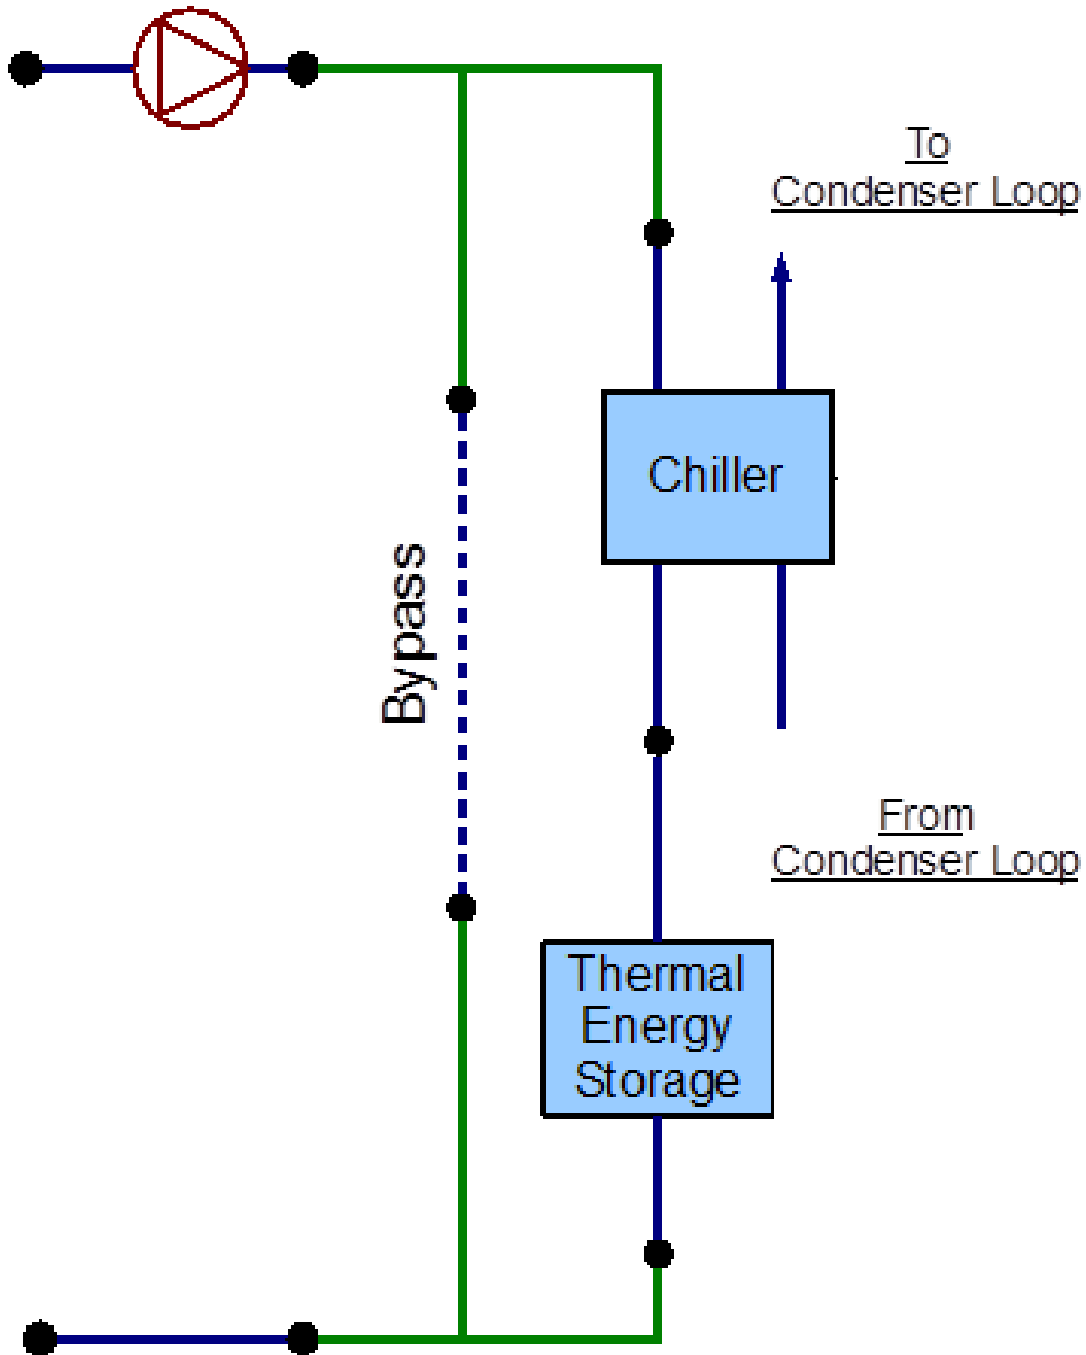 To
Condenser Loop
Chiller
Bypass
From
Condenser Loop
Thermal
Energy
Storage